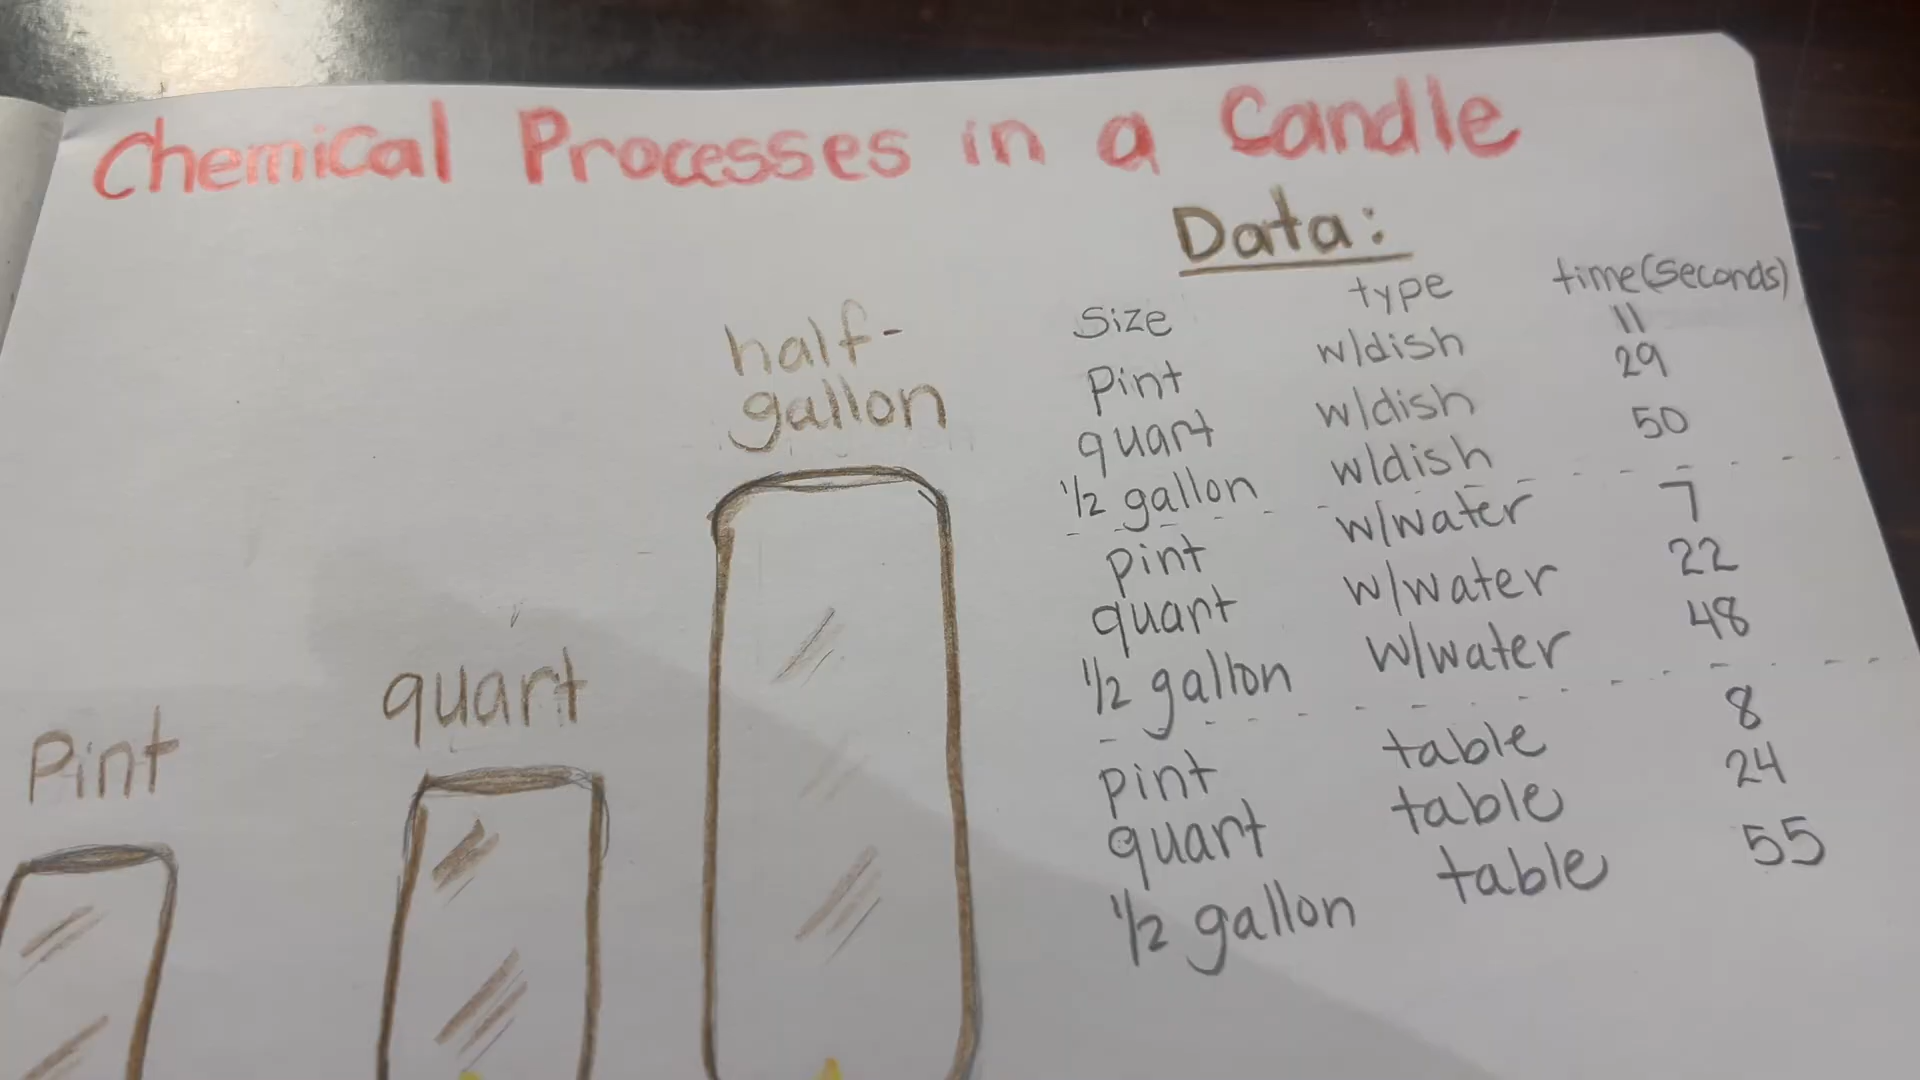 Chemical Processes in a Candle
Data:
Size type time(seconds)
Pint w/dish 11
quart w/dish 29
1/2 gallon w/dish 50
pint w/water 7
quart w/water 22
1/2 gallon w/water 48
pint table 8
quart table 24
1/2 gallon table 55
half-
gallon
quart
Pint